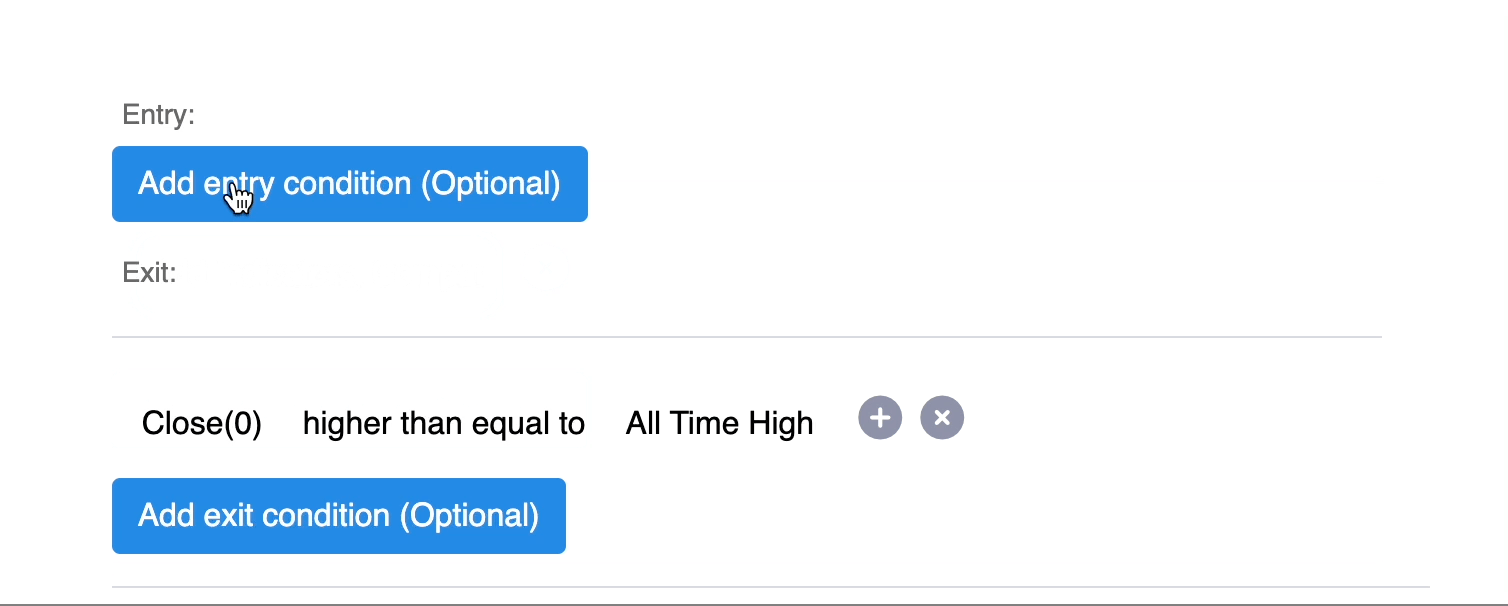 Entry:
Add entry condition (Optional)
Exit:
Close(0) higher than equal to All Time High
Add exit condition (Optional)